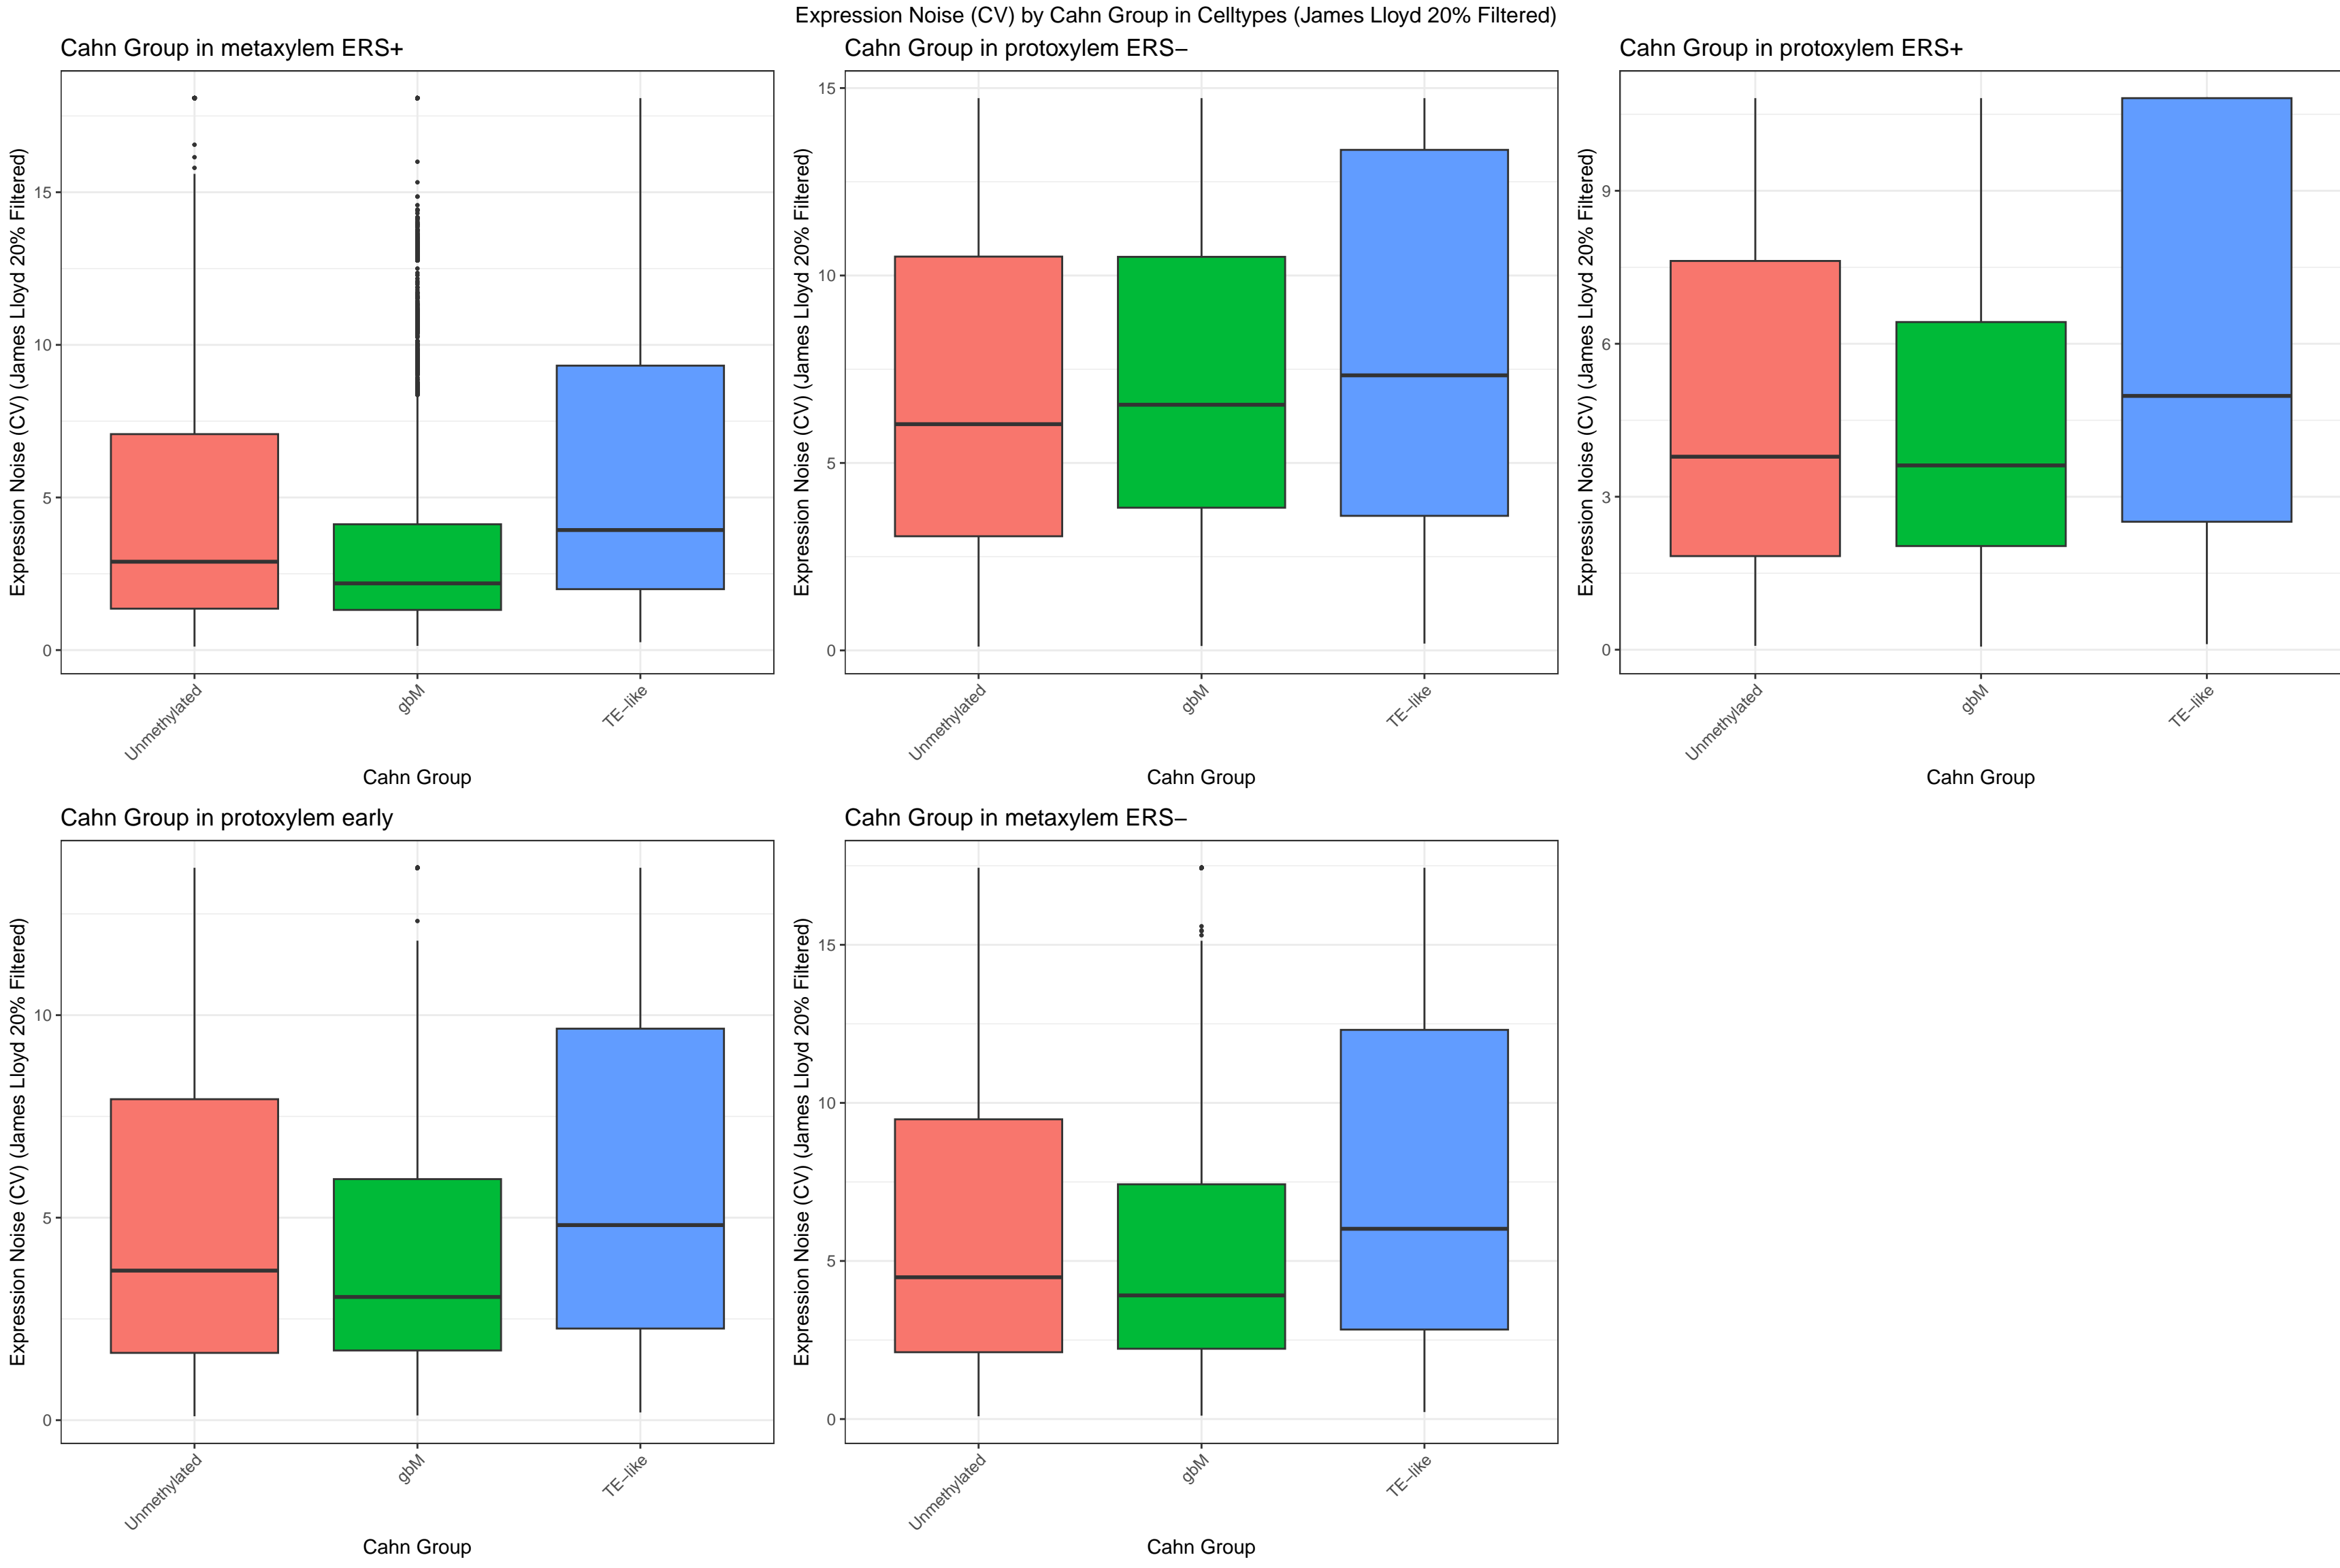 Expression Noise (CV) by Cahn Group in Celltypes (James Lloyd 20% Filtered)
Cahn Group in metaxylem ERS+
Expression Noise (CV) (James Lloyd 20% Filtered)
15
10
5
0
Unmethylated
gbM
TE−like
Cahn Group
Cahn Group in protoxylem ERS−
Expression Noise (CV) (James Lloyd 20% Filtered)
15
10
5
0
Unmethylated
gbM
TE−like
Cahn Group
Cahn Group in protoxylem ERS+
Expression Noise (CV) (James Lloyd 20% Filtered)
9
6
3
0
Unmethylated
gbM
TE−like
Cahn Group
Cahn Group in protoxylem early
Expression Noise (CV) (James Lloyd 20% Filtered)
10
5
0
Unmethylated
gbM
TE−like
Cahn Group
Cahn Group in metaxylem ERS−
Expression Noise (CV) (James Lloyd 20% Filtered)
15
10
5
0
Unmethylated
gbM
TE−like
Cahn Group